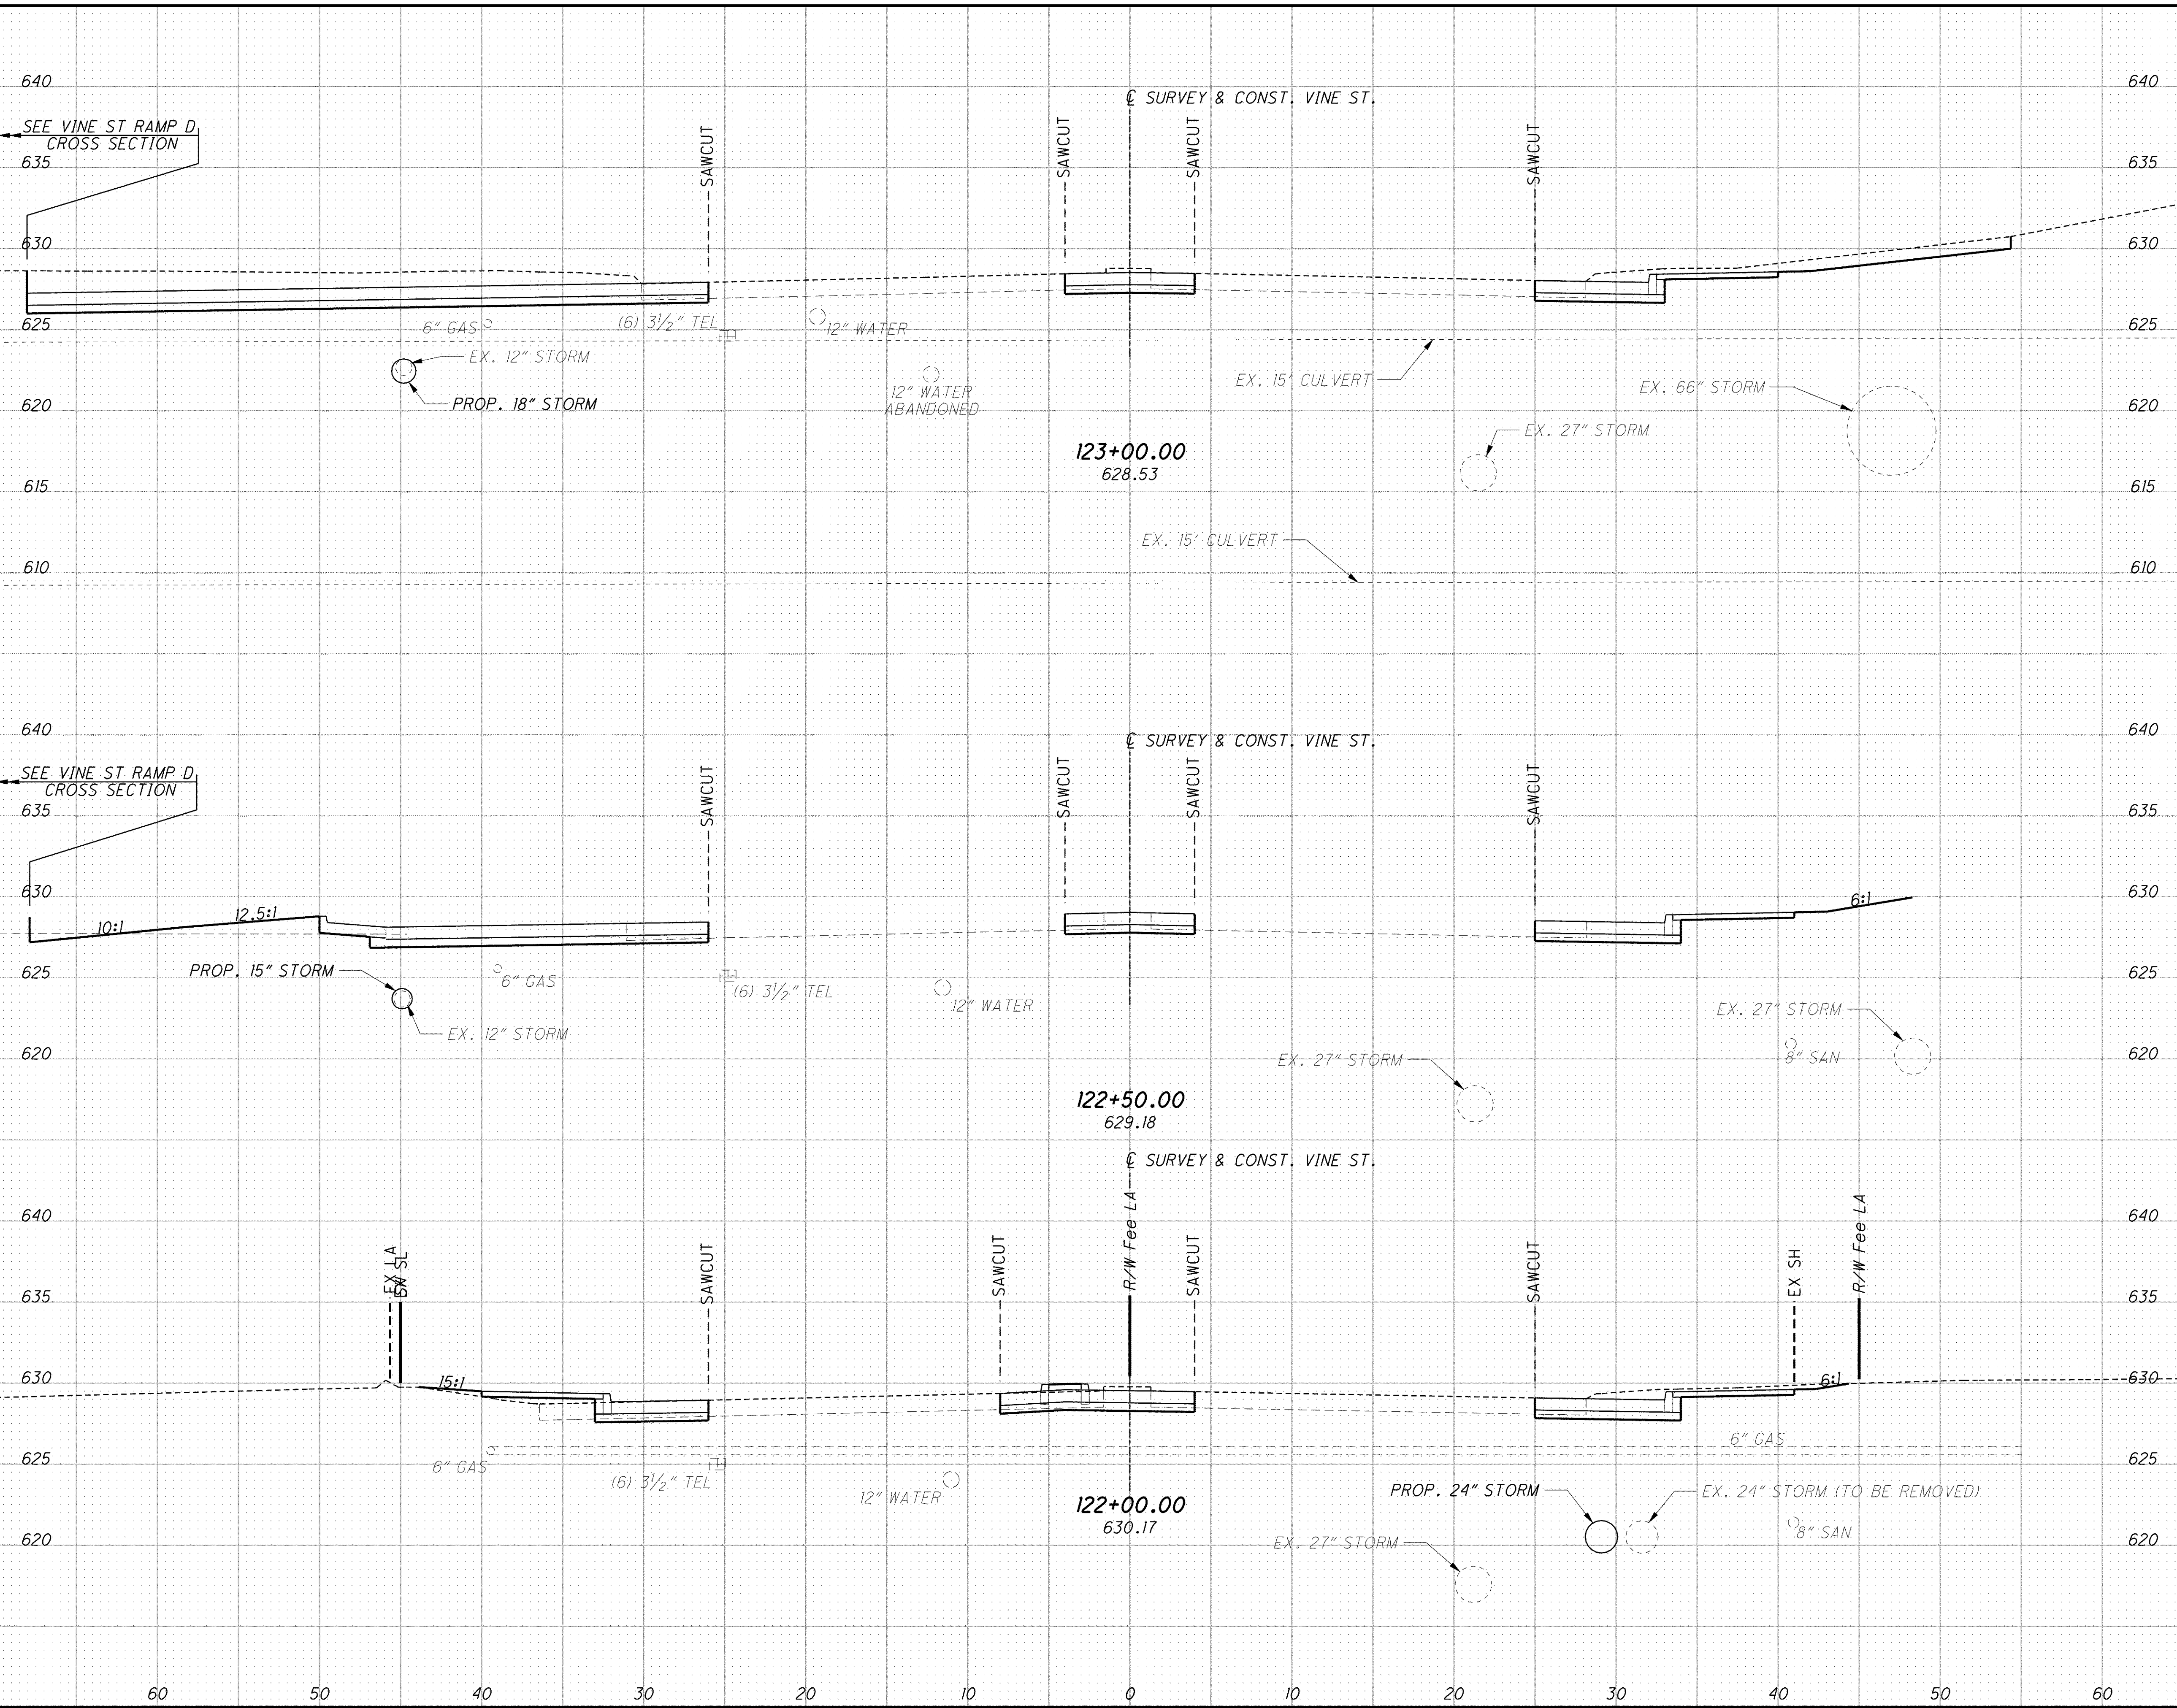 640
640
℄ SURVEY & CONST. VINE ST.
SEE VINE ST RAMP D
CROSS SECTION
SAWCUT
SAWCUT
SAWCUT
SAWCUT
635
635
630
630
625
625
6" GAS
(6) 3½" TEL
12" WATER
EX. 12" STORM
PROP. 18" STORM
12" WATER
ABANDONED
EX. 15' CULVERT
EX. 66" STORM
620
620
EX. 27" STORM
123+00.00
628.53
615
615
EX. 15' CULVERT
610
610
640
640
℄ SURVEY & CONST. VINE ST.
SEE VINE ST RAMP D
CROSS SECTION
SAWCUT
SAWCUT
SAWCUT
SAWCUT
635
635
630
630
10:1
12.5:1
6:1
625
625
PROP. 15" STORM
6" GAS
(6) 3½" TEL
12" WATER
EX. 12" STORM
EX. 27" STORM
620
620
EX. 27" STORM
8" SAN
122+50.00
629.18
℄ SURVEY & CONST. VINE ST.
640
640
EX LA
SAWCUT
SAWCUT
R/W Fee LA
SAWCUT
SAWCUT
EX SH
R/W Fee LA
635
635
630
630
15:1
6:1
625
625
6" GAS
(6) 3½" TEL
12" WATER
6" GAS
PROP. 24" STORM
EX. 24" STORM (TO BE REMOVED)
122+00.00
630.17
8" SAN
EX. 27" STORM
620
620
60
50
40
30
20
10
0
10
20
30
40
50
60